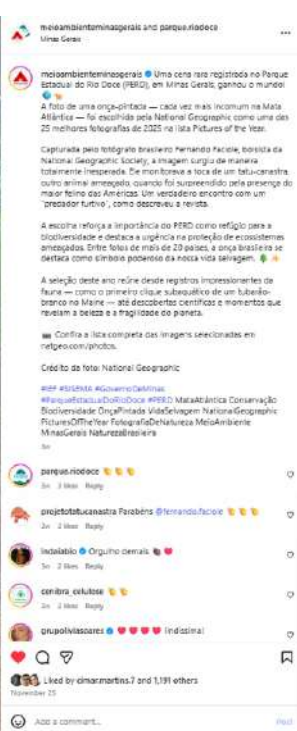 meioambienteminasgerais and parque.riodoce
Minas Gerais
meioambienteminasgerais Uma cena rara registrada no Parque
Estadual do Rio Doce (PERD), em Minas Gerais, ganhou o mundo!
A foto de uma onça-pintada — cada vez mais incomum na Mata
Atlântica — foi escolhida pela National Geographic como uma das
25 melhores fotografias de 2025 na lista Pictures of the Year.
Capturada pelo fotógrafo brasileiro Fernando Faciole, bolsista da
National Geographic Society, a imagem surgiu de maneira
totalmente inesperada. Ele monitorava a toca de um tatu-canastra,
outro animal ameaçado, quando foi surpreendido pela presença do
maior felino das Américas. Um verdadeiro encontro com um
"predador furtivo", como descreveu a revista.
A escolha reforça a importância do PERD como refúgio para a
biodiversidade e destaca a urgência na proteção de ecossistemas
ameaçados. Entre fotos de mais de 20 países, a onça brasileira se
destaca como símbolo poderoso da nossa vida selvagem.
A seleção deste ano reúne desde registros impressionantes de
fauna — como o primeiro clique subaquático de um tubarão-
branco no Maine — até descobertas científicas e momentos que
revelam a beleza e a fragilidade do planeta.
Confira a lista completa das imagens selecionadas em
natgeo.com/photos.
Crédito da foto: National Geographic
#IEF #SISEMA #GovernoDeMinas
#ParqueEstadualDoRioDoce #PERD MataAtlântica Conservação
Biodiversidade OnçaPintada VidaSelvagem NationalGeographic
PicturesOfTheYear FotografiaDeNatureza MeioAmbiente
MinasGerais NaturezaBrasileira
parque.riodoce
3 likes Reply
projetotatucanastra Parabéns @fernando.faciole
2 likes Reply
indaiabio Orgulho demais
2 likes Reply
cenibra_celulose
2 likes Reply
grupoliviasoares lindíssima!
Liked by cimar.martins.7 and 1,191 others
November 25
Add a comment...
Post